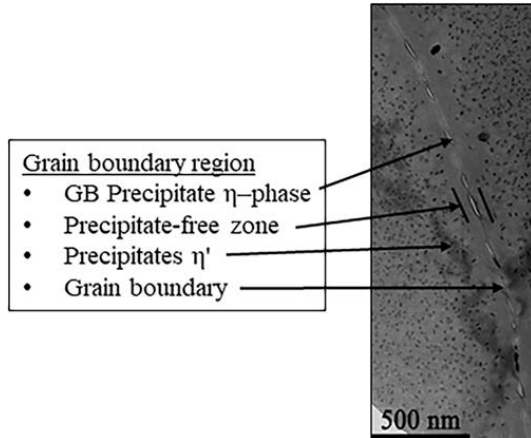 Grain boundary region
• GB Precipitate η–phase
• Precipitate-free zone
• Precipitates η'
• Grain boundary
500 nm